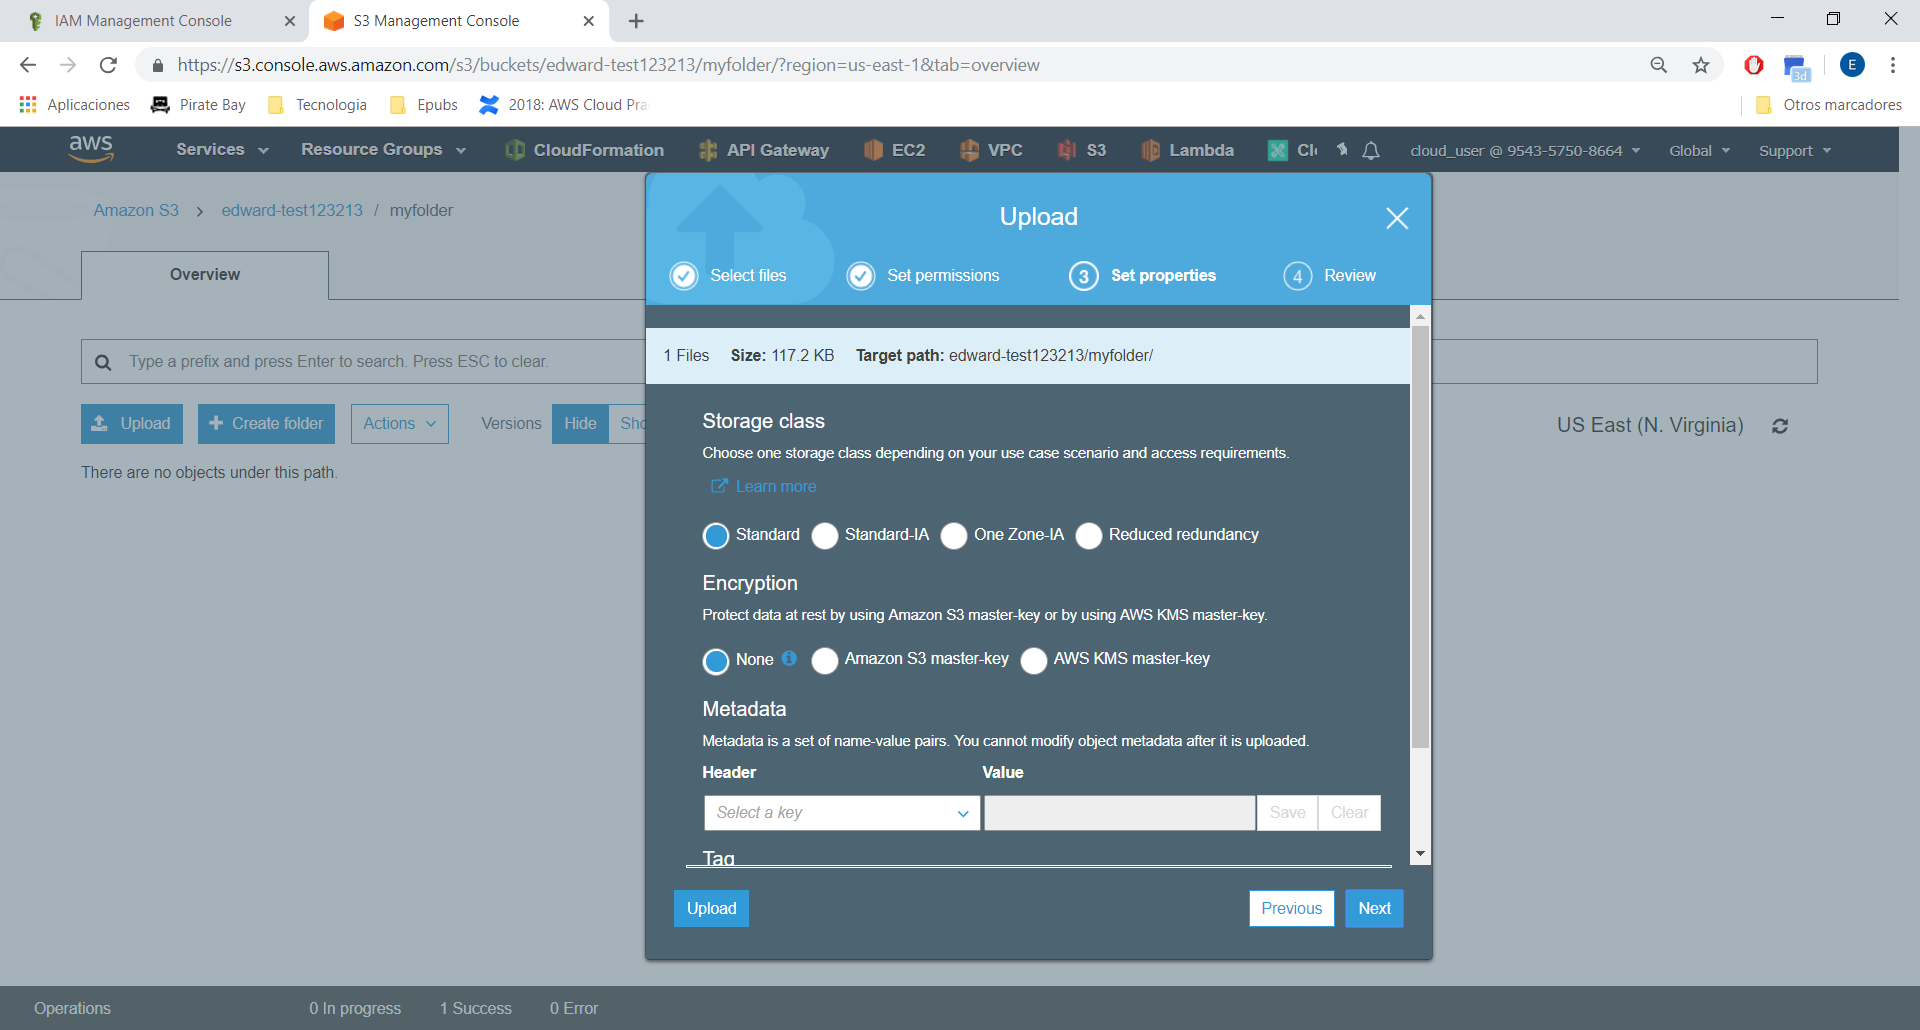 IAM Management Console
S3 Management Console
https://s3.console.aws.amazon.com/s3/buckets/edward-test123213/myfolder/?region=us-east-1&tab=overview
3d
E
Aplicaciones Pirate Bay Tecnologia Epubs 2018: AWS Cloud Pra Otros marcadores
aws Services Resource Groups CloudFormation API Gateway EC2 VPC S3 Lambda Cl cloud_user @ 9543-5750-8664 Global Support
Amazon S3 > edward-test123213 / myfolder
Overview
Type a prefix and press Enter to search. Press ESC to clear.
Upload Create folder Actions Versions Hide Sho US East (N. Virginia)
There are no objects under this path.
Upload
Select files Set permissions 3 Set properties 4 Review
1 Files Size: 117.2 KB Target path: edward-test123213/myfolder/
Storage class
Choose one storage class depending on your use case scenario and access requirements.
Learn more
Standard Standard-IA One Zone-IA Reduced redundancy
Encryption
Protect data at rest by using Amazon S3 master-key or by using AWS KMS master-key.
None Amazon S3 master-key AWS KMS master-key
Metadata
Metadata is a set of name-value pairs. You cannot modify object metadata after it is uploaded.
Header Value
Select a key Save Clear
Tag
Upload Previous Next
Operations 0 In progress 1 Success 0 Error